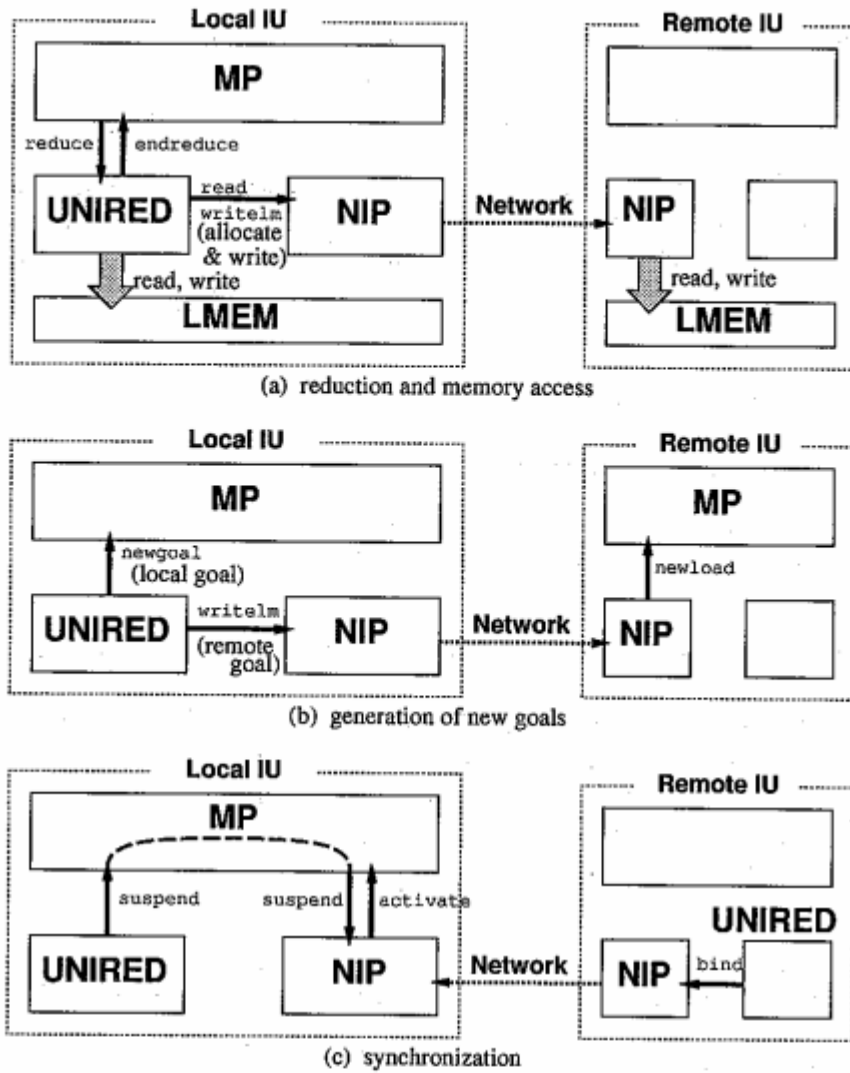 Local IU
Remote IU
MP
reduce
endreduce
UNIRED
read
writelm
(allocate
& write)
NIP
Network
NIP
read, write
LMEM
read, write
LMEM
(a) reduction and memory access
Local IU
Remote IU
MP
MP
newgoal
(local goal)
newload
UNIRED
writelm
(remote
goal)
NIP
Network
NIP
(b) generation of new goals
Local IU
Remote IU
MP
suspend
suspend
activate
UNIRED
UNIRED
NIP
Network
NIP
bind
(c) synchronization